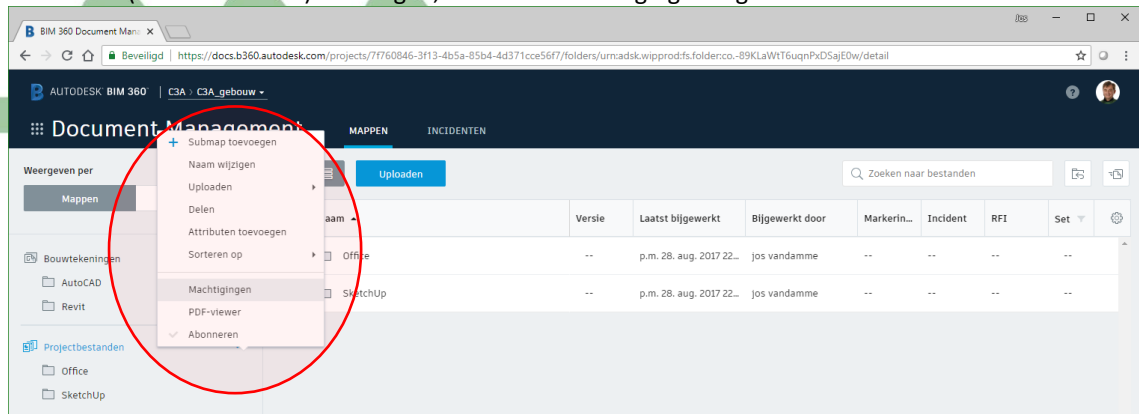 BIM 360 Document Mana
Beveiligd | https://docs.b360.autodesk.com/projects/7f760846-3f13-4b5a-85b4-4d371cce56f7/folders/urn:adsk.wipprod:fs.folder:co.-89KLaWtT6uqnPxDSajE0w/detail
AUTODESK® BIM 360® | C3A > C3A_gebouw
Document Management MAPPEN INCIDENTEN
Submap toevoegen
Naam wijzigen
Uploaden
Delen
Attributen toevoegen
Sorteren op
Machtigingen
PDF-viewer
Abonneren
Weergeven per
Mappen
Uploaden
Zoeken naar bestanden
Versie Laatst bijgewerkt Bijgewerkt door Markerin... Incident RFI Set
Bouwtekeningen
AutoCAD
Revit
Projectbestanden
Office
SketchUp
Office -- p.m. 28. aug. 2017 22... jos vandamme -- -- -- --
SketchUp -- p.m. 28. aug. 2017 22... jos vandamme -- -- -- --